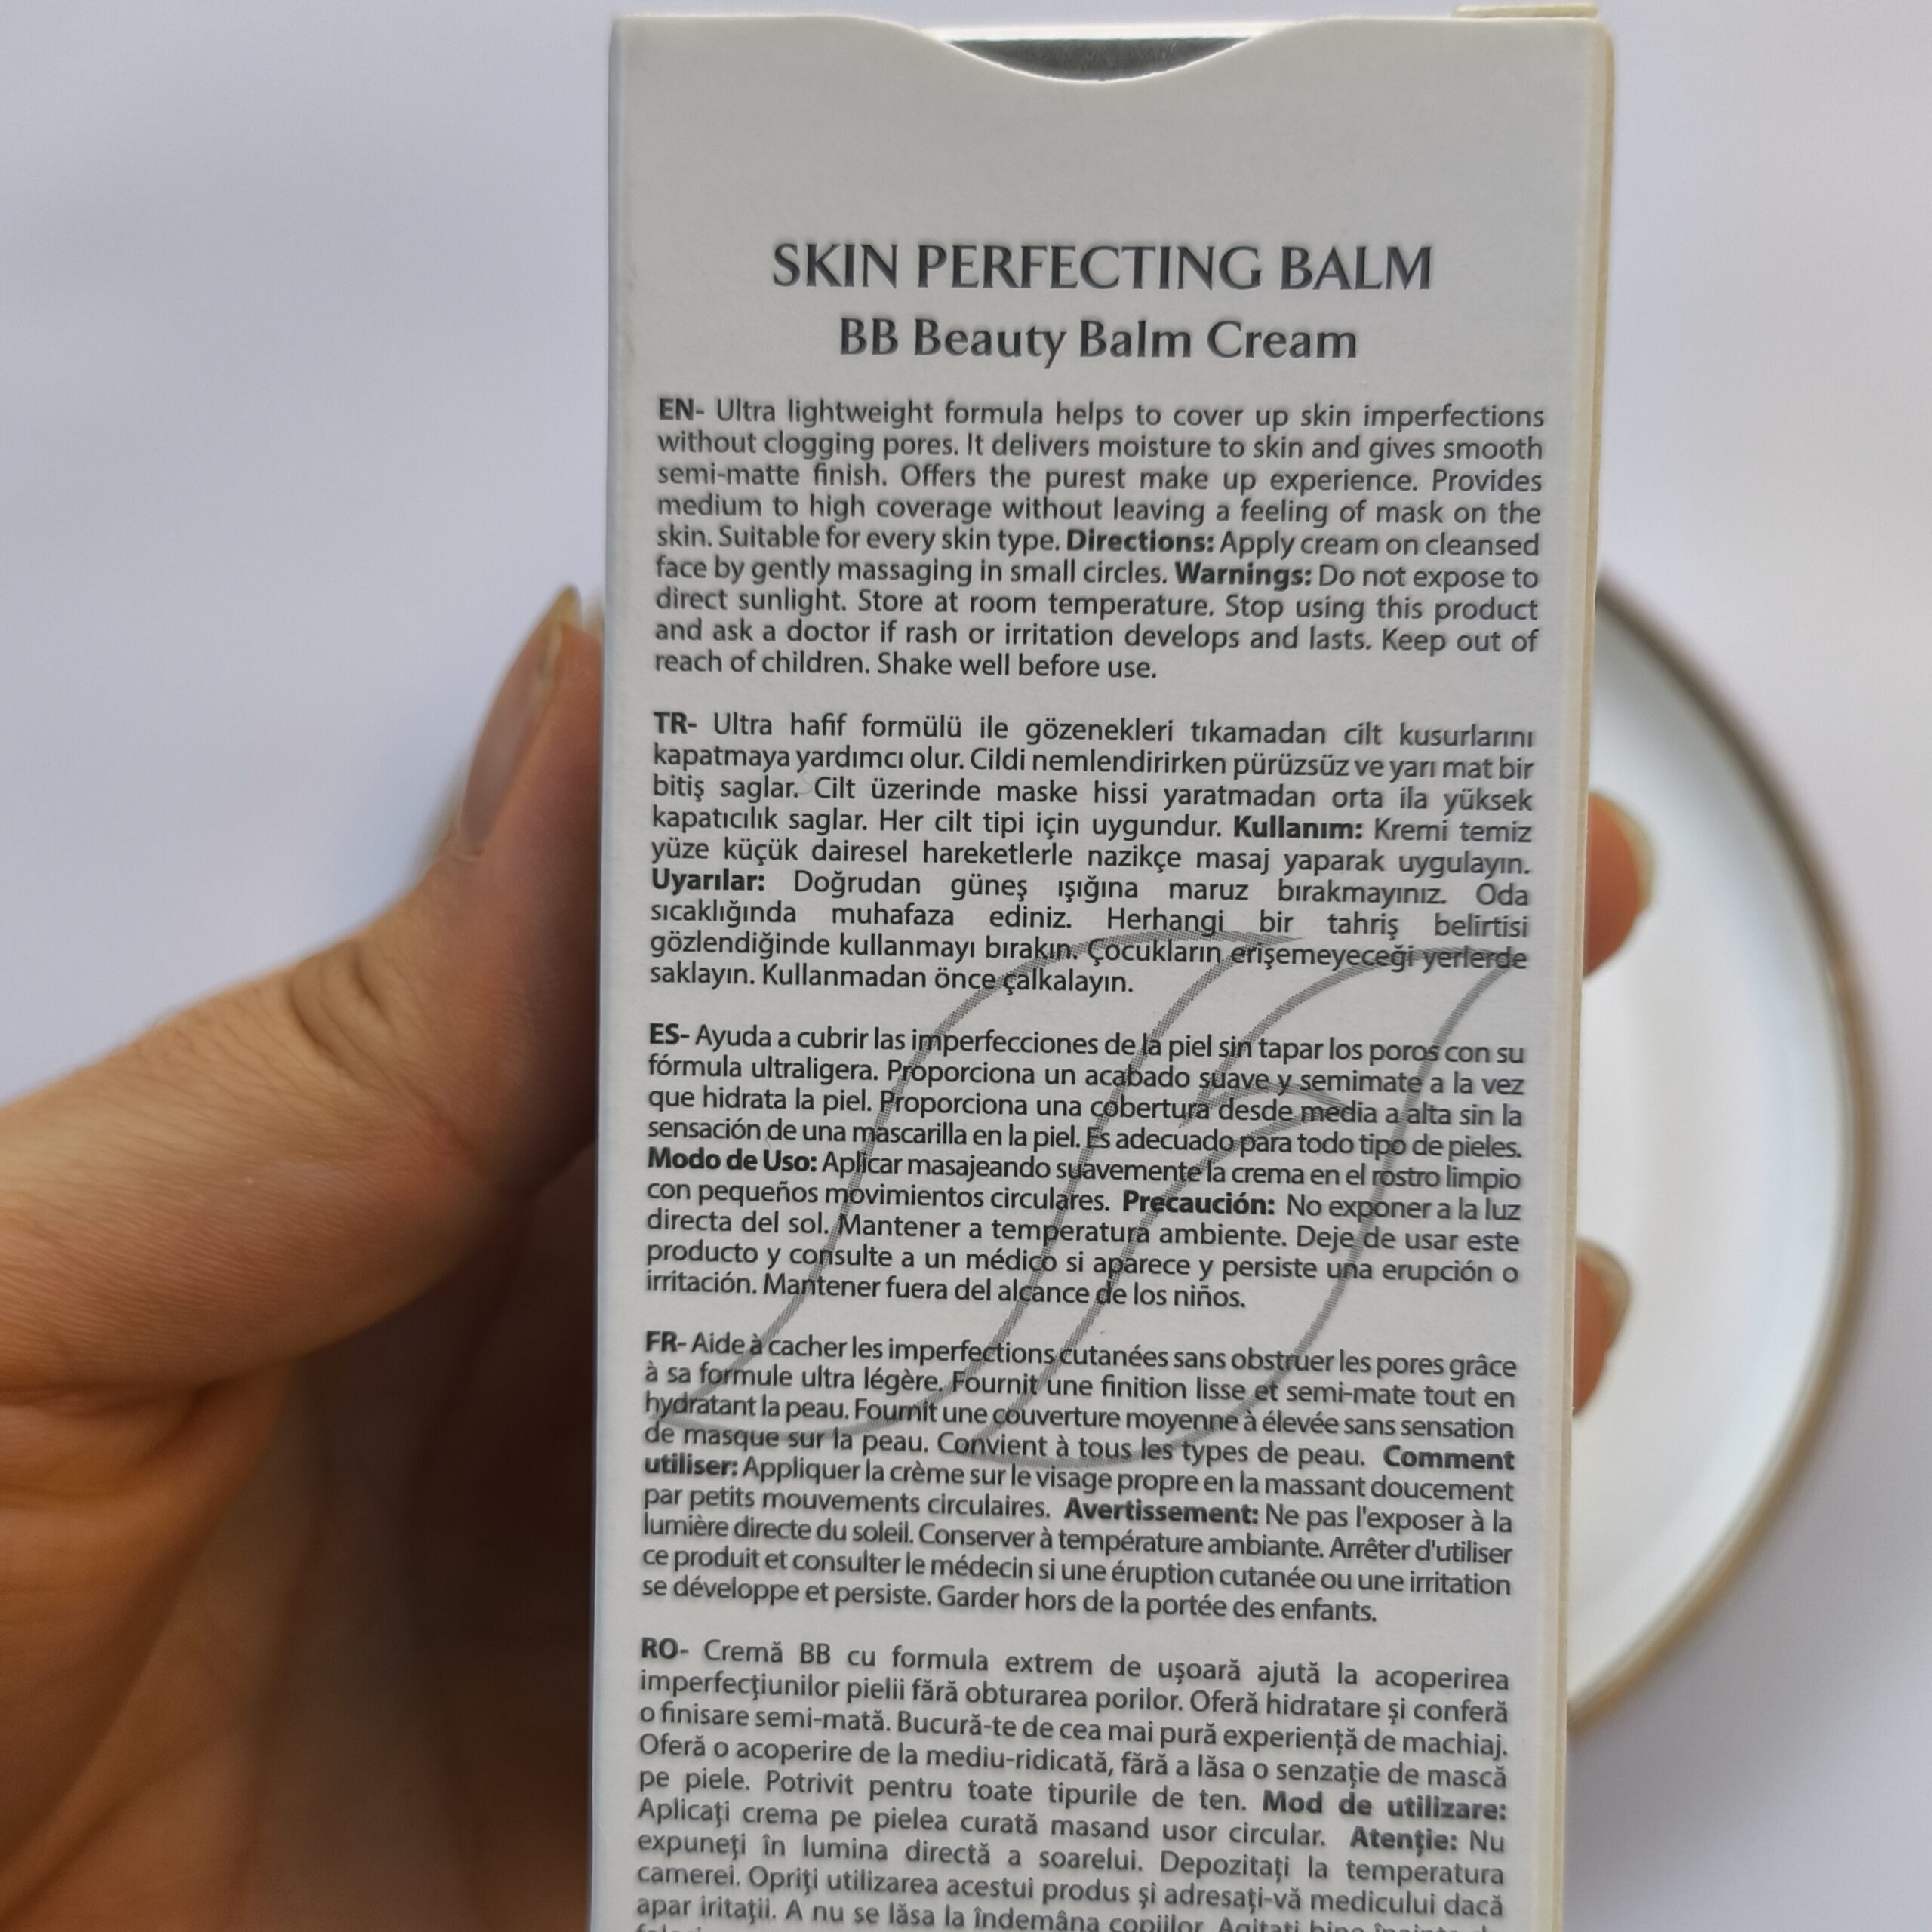 SKIN PERFECTING BALM
BB Beauty Balm Cream
EN- Ultra lightweight formula helps to cover up skin imperfections
without clogging pores. It delivers moisture to skin and gives smooth
semi-matte finish. Offers the purest make up experience. Provides
medium to high coverage without leaving a feeling of mask on the
skin. Suitable for every skin type. Directions: Apply cream on cleansed
face by gently massaging in small circles. Warnings: Do not expose to
direct sunlight. Store at room temperature. Stop using this product
and ask a doctor if rash or irritation develops and lasts. Keep out of
reach of children. Shake well before use.
TR- Ultra hafif formülü ile gözenekleri tıkamadan cilt kusurlarını
kapatmaya yardımcı olur. Cildi nemlendirirken pürüzsüz ve yarı mat bir
bitiş saglar. Cilt üzerinde maske hissi yaratmadan orta ila yüksek
kapatıcılık saglar. Her cilt tipi için uygundur. Kullanım: Kremi temiz
yüze küçük dairesel hareketlerle nazikçe masaj yaparak uygulayın.
Uyarılar: Doğrudan güneş ışığına maruz bırakmayınız. Oda
sıcaklığında muhafaza ediniz. Herhangi bir tahriş belirtisi
gözlendiğinde kullanmayı bırakın. Çocukların erişemeyeceği yerlerde
saklayın. Kullanmadan önce çalkalayın.
ES- Ayuda a cubrir las imperfecciones de la piel sin tapar los poros con su
fórmula ultraligera. Proporciona un acabado suave y semimate a la vez
que hidrata la piel. Proporciona una cobertura desde media a alta sin la
sensación de una mascarilla en la piel. Es adecuado para todo tipo de pieles.
Modo de Uso: Aplicar masajeando suavemente la crema en el rostro limpio
con pequeños movimientos circulares. Precaución: No exponer a la luz
directa del sol. Mantener a temperatura ambiente. Deje de usar este
producto y consulte a un médico si aparece y persiste una erupción o
irritación. Mantener fuera del alcance de los niños.
FR- Aide à cacher les imperfections cutanées sans obstruer les pores grâce
à sa formule ultra légère. Fournit une finition lisse et semi-mate tout en
hydratant la peau. Fournit une couverture moyenne à élevée sans sensation
de masque sur la peau. Convient à tous les types de peau. Comment
utiliser: Appliquer la crème sur le visage propre en la massant doucement
par petits mouvements circulaires. Avertissement: Ne pas l'exposer à la
lumière directe du soleil. Conserver à température ambiante. Arrêter d'utiliser
ce produit et consulter le médecin si une éruption cutanée ou une irritation
se développe et persiste. Garder hors de la portée des enfants.
RO- Cremă BB cu formula extrem de uşoară ajută la acoperirea
imperfecţiunilor pielii fără obturarea porilor. Oferă hidratare şi conferă
o finisare semi-mată. Bucură-te de cea mai pură experienţă de machiaj.
Oferă o acoperire de la mediu-ridicată, fără a lăsa o senzaţie de mască
pe piele. Potrivit pentru toate tipurile de ten. Mod de utilizare:
Aplicaţi crema pe pielea curată masand usor circular. Atenţie: Nu
expuneţi în lumina directă a soarelui. Depozitaţi la temperatura
camerei. Opriţi utilizarea acestui produs şi adresaţi-vă medicului dacă
apar iritaţii. A nu se lăsa la îndemâna copiilor. Agitaţi bine